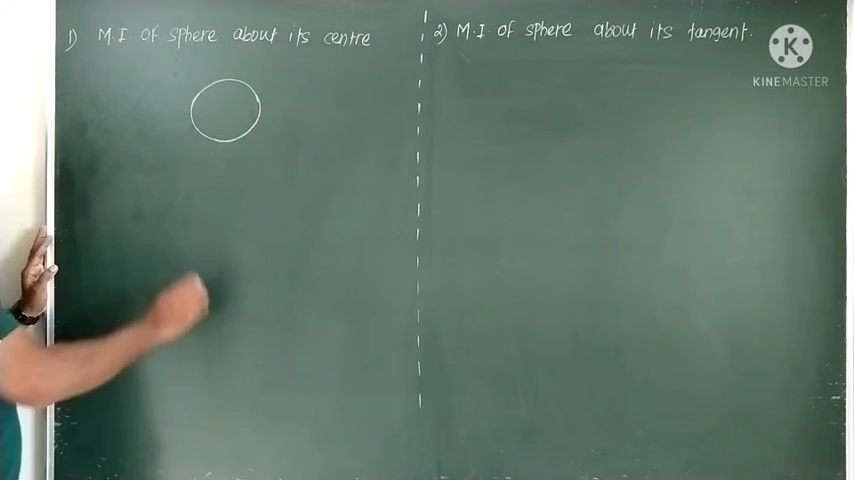 1) M.I. Of sphere about its centre
2) M.I. Of sphere about its tangent.
K
KINEMASTER